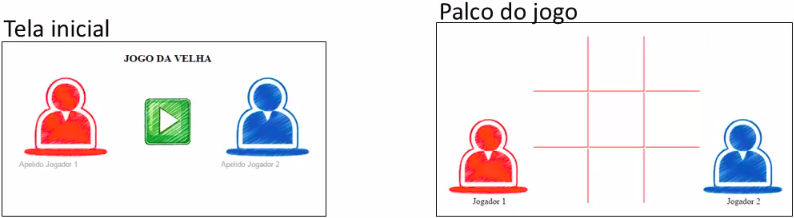 Tela inicial
JOGO DA VELHA
Apelido Jogador 1
Apelido Jogador 2
Palco do jogo
Jogador 1
Jogador 2